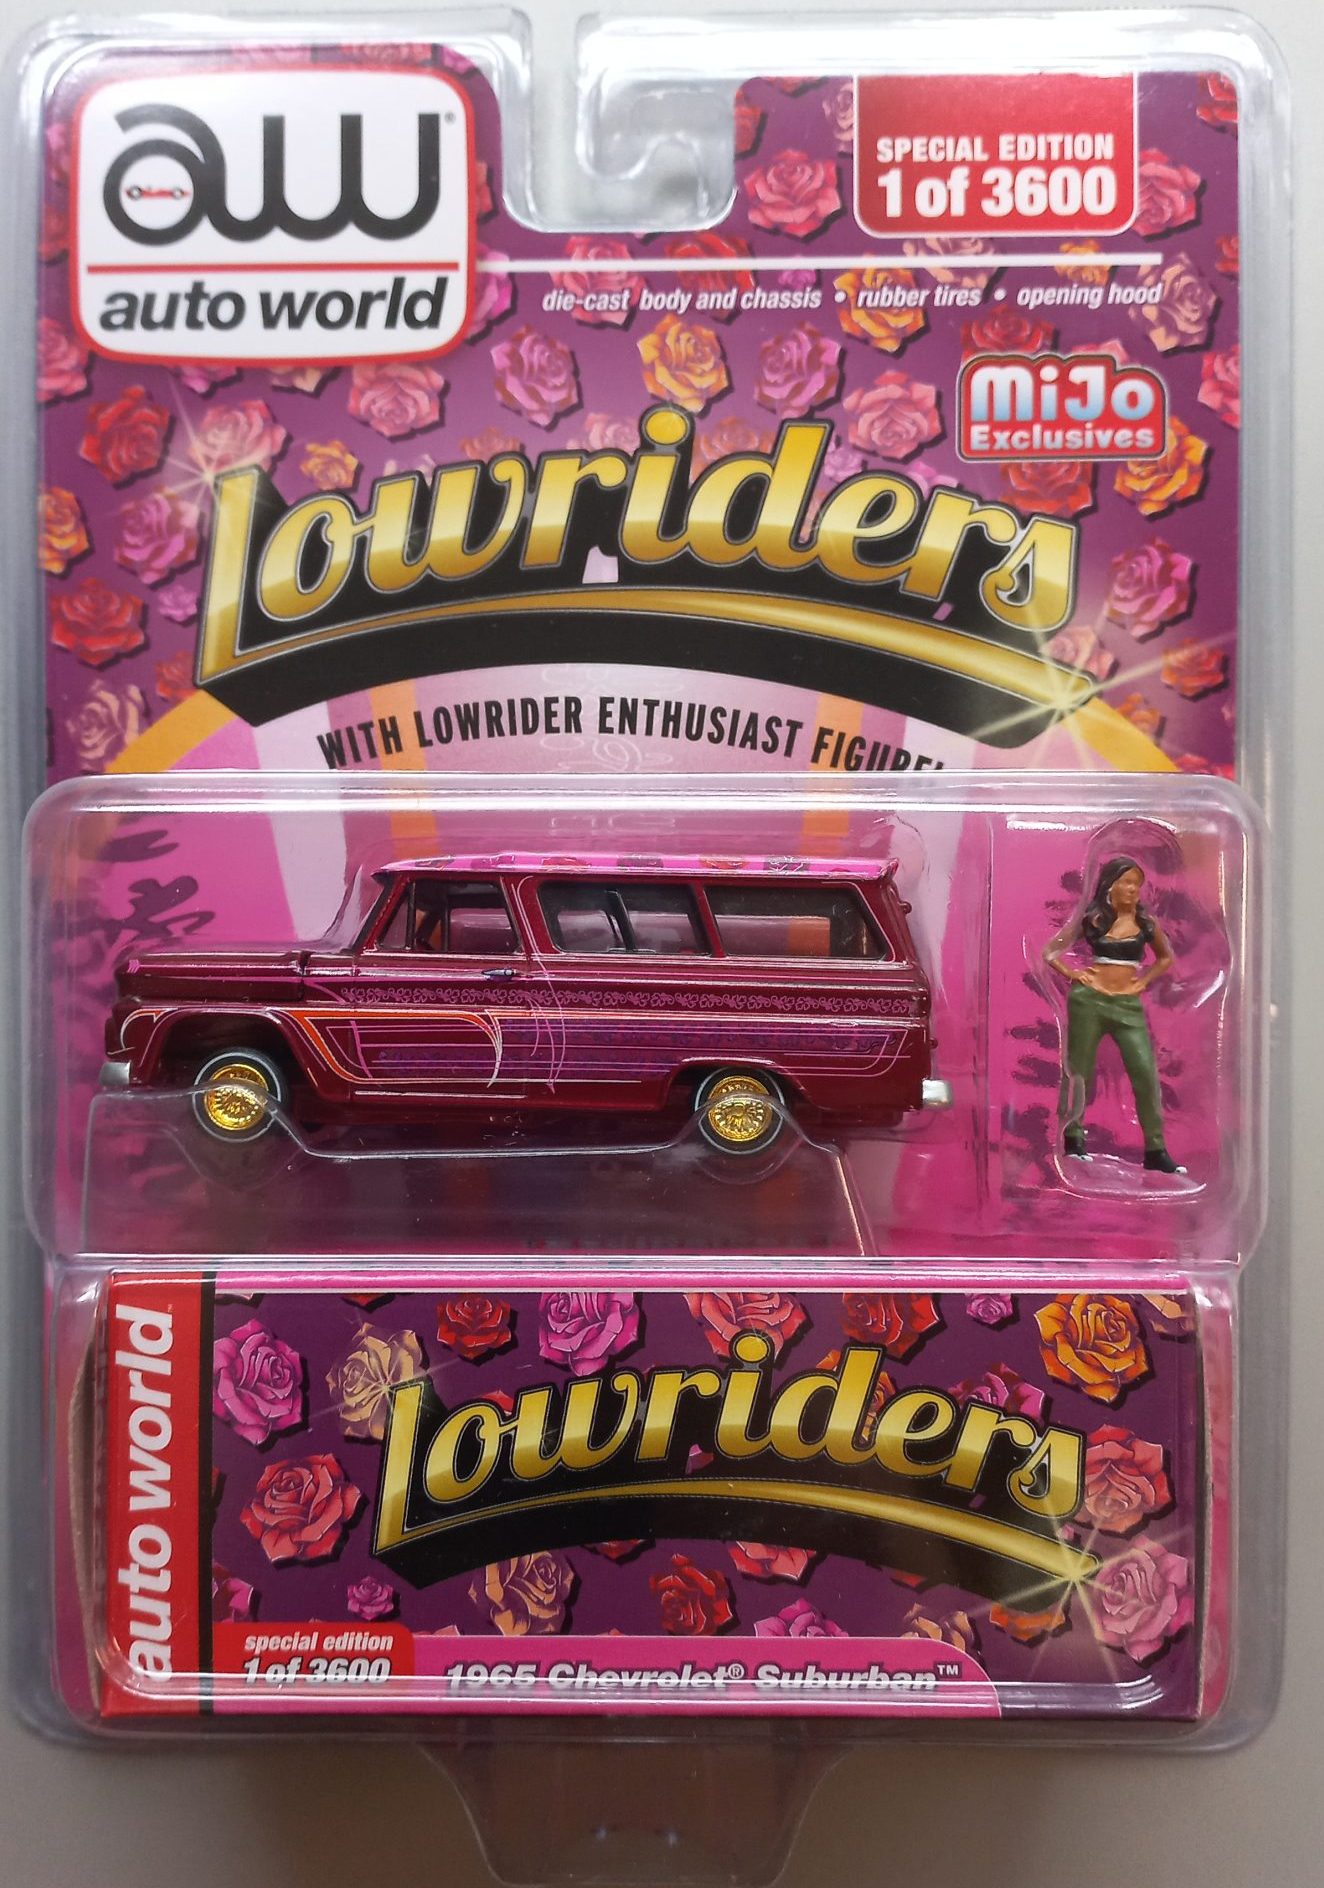 aw®
auto world
SPECIAL EDITION
1 of 3600
die-cast body and chassis • rubber tires • opening hood
MiJo
Exclusives
Lowriders
WITH LOWRIDER ENTHUSIAST FIGURE!
auto world™
Lowriders
special edition
1 of 3600
1965 Chevrolet® Suburban™